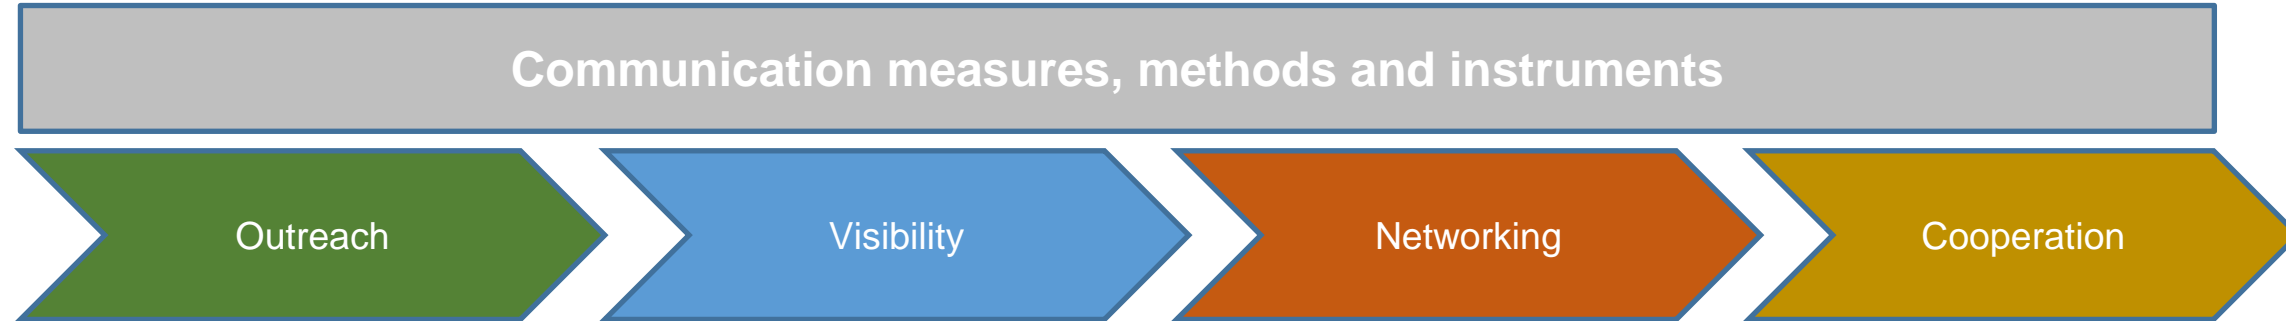 Communication measures, methods and instruments
Outreach
Visibility
Networking
Cooperation